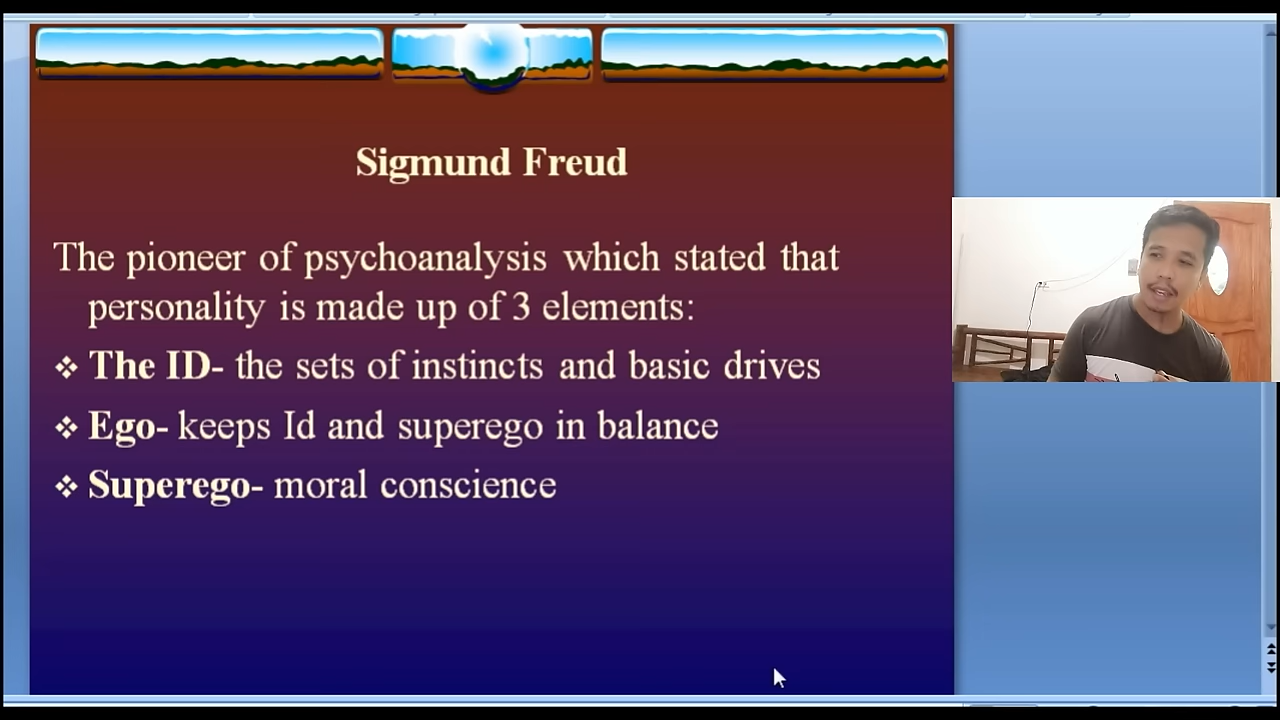 Sigmund Freud
The pioneer of psychoanalysis which stated that
personality is made up of 3 elements:
❖ The ID- the sets of instincts and basic drives
❖ Ego- keeps Id and superego in balance
❖ Superego- moral conscience